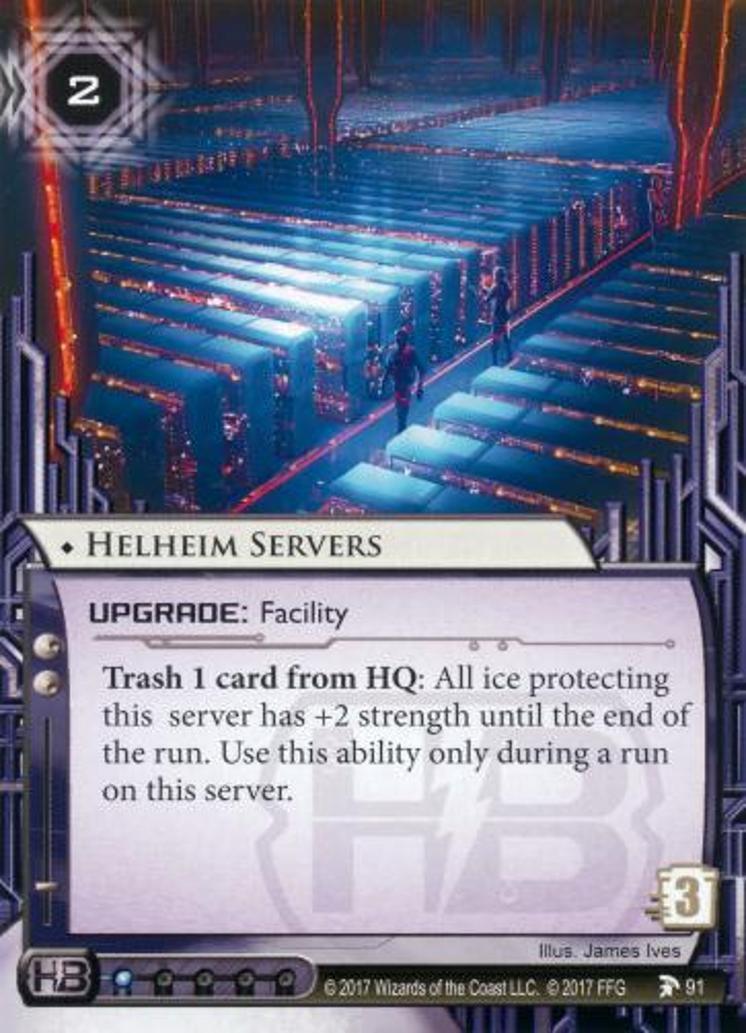 2
♦ Helheim Servers
UPGRADE: Facility
Trash 1 card from HQ: All ice protecting
this server has +2 strength until the end of
the run. Use this ability only during a run
on this server.
HB
3
Illus. James Ives
HB
© 2017 Wizards of the Coast LLC. © 2017 FFG 91